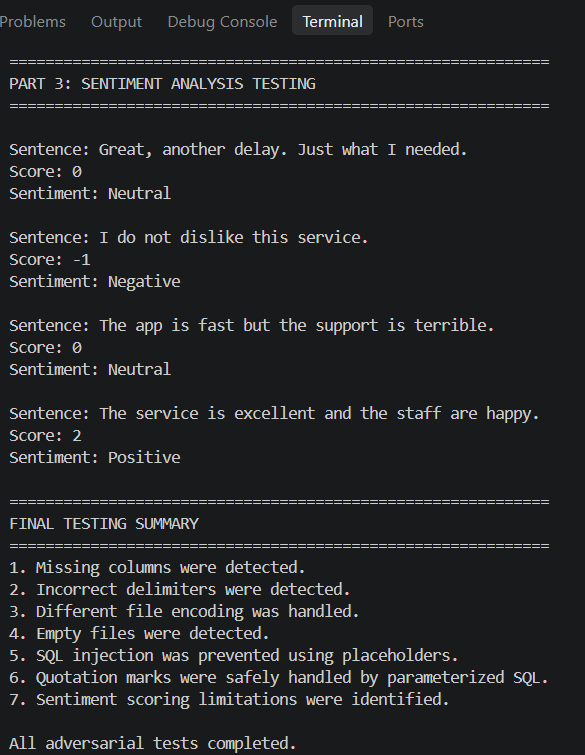 Problems Output Debug Console Terminal Ports
============================================================
PART 3: SENTIMENT ANALYSIS TESTING
============================================================
Sentence: Great, another delay. Just what I needed.
Score: 0
Sentiment: Neutral
Sentence: I do not dislike this service.
Score: -1
Sentiment: Negative
Sentence: The app is fast but the support is terrible.
Score: 0
Sentiment: Neutral
Sentence: The service is excellent and the staff are happy.
Score: 2
Sentiment: Positive
============================================================
FINAL TESTING SUMMARY
============================================================
1. Missing columns were detected.
2. Incorrect delimiters were detected.
3. Different file encoding was handled.
4. Empty files were detected.
5. SQL injection was prevented using placeholders.
6. Quotation marks were safely handled by parameterized SQL.
7. Sentiment scoring limitations were identified.
All adversarial tests completed.